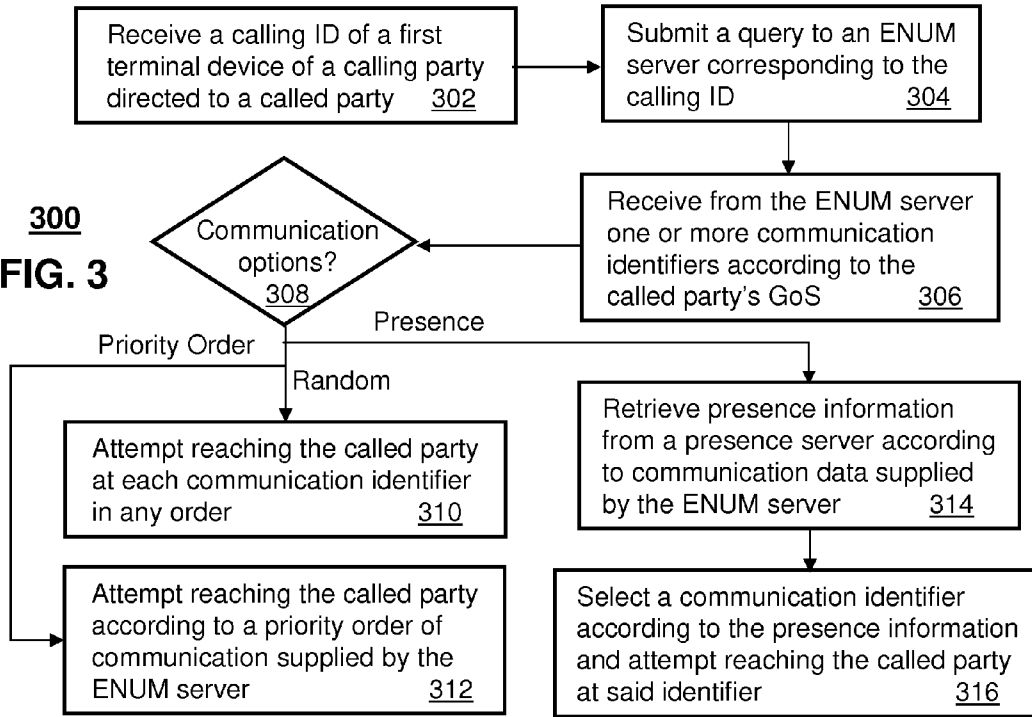 Receive a calling ID of a first
terminal device of a calling party
directed to a called party 302
Submit a query to an ENUM
server corresponding to the
calling ID 304
Receive from the ENUM server
one or more communication
identifiers according to the
called party's GoS 306
300
FIG. 3
Communication
options?
308
Presence
Priority Order
Random
Attempt reaching the called party
at each communication identifier
in any order 310
Attempt reaching the called party
according to a priority order of
communication supplied by the
ENUM server 312
Retrieve presence information
from a presence server according
to communication data supplied
by the ENUM server 314
Select a communication identifier
according to the presence information
and attempt reaching the called party
at said identifier 316